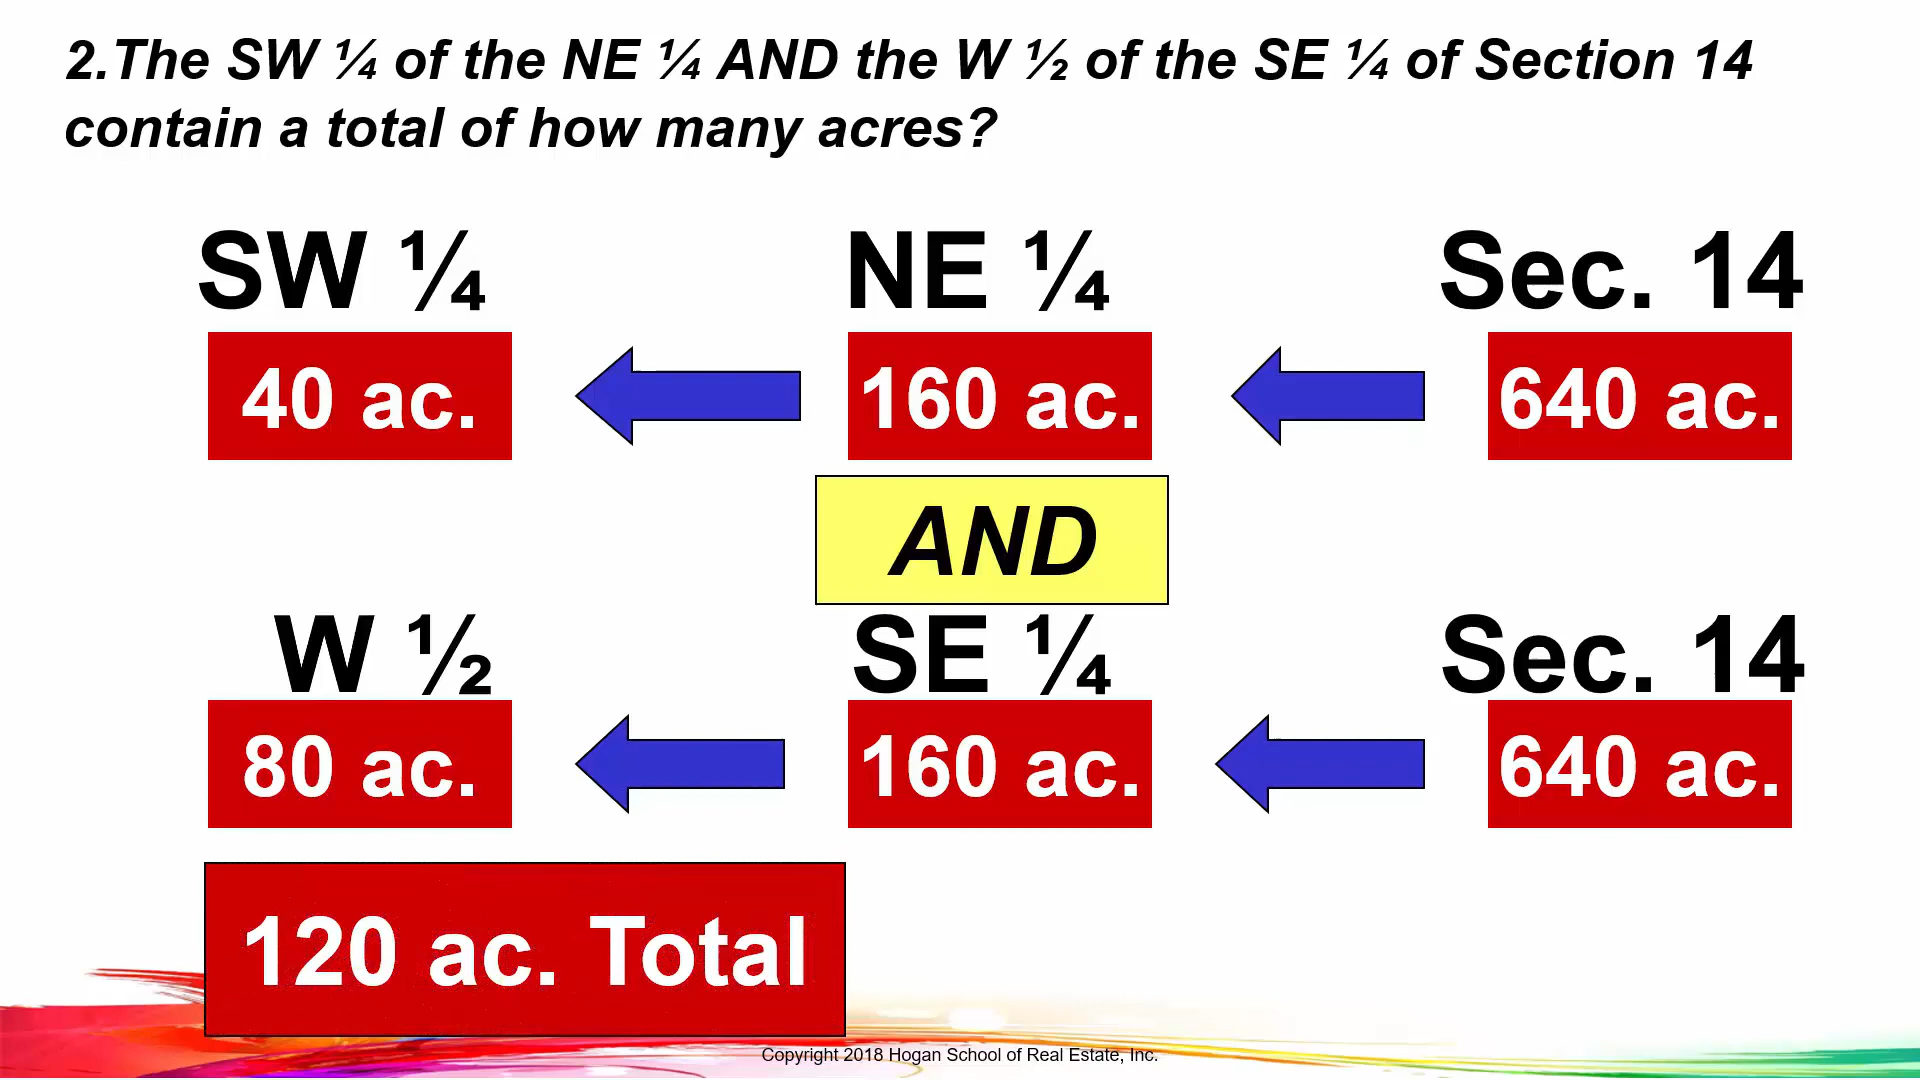 2.The SW ¼ of the NE ¼ AND the W ½ of the SE ¼ of Section 14
contain a total of how many acres?
SW ¼ NE ¼ Sec. 14
40 ac. 160 ac. 640 ac.
AND
W ½ SE ¼ Sec. 14
80 ac. 160 ac. 640 ac.
120 ac. Total
Copyright 2018 Hogan School of Real Estate, Inc.